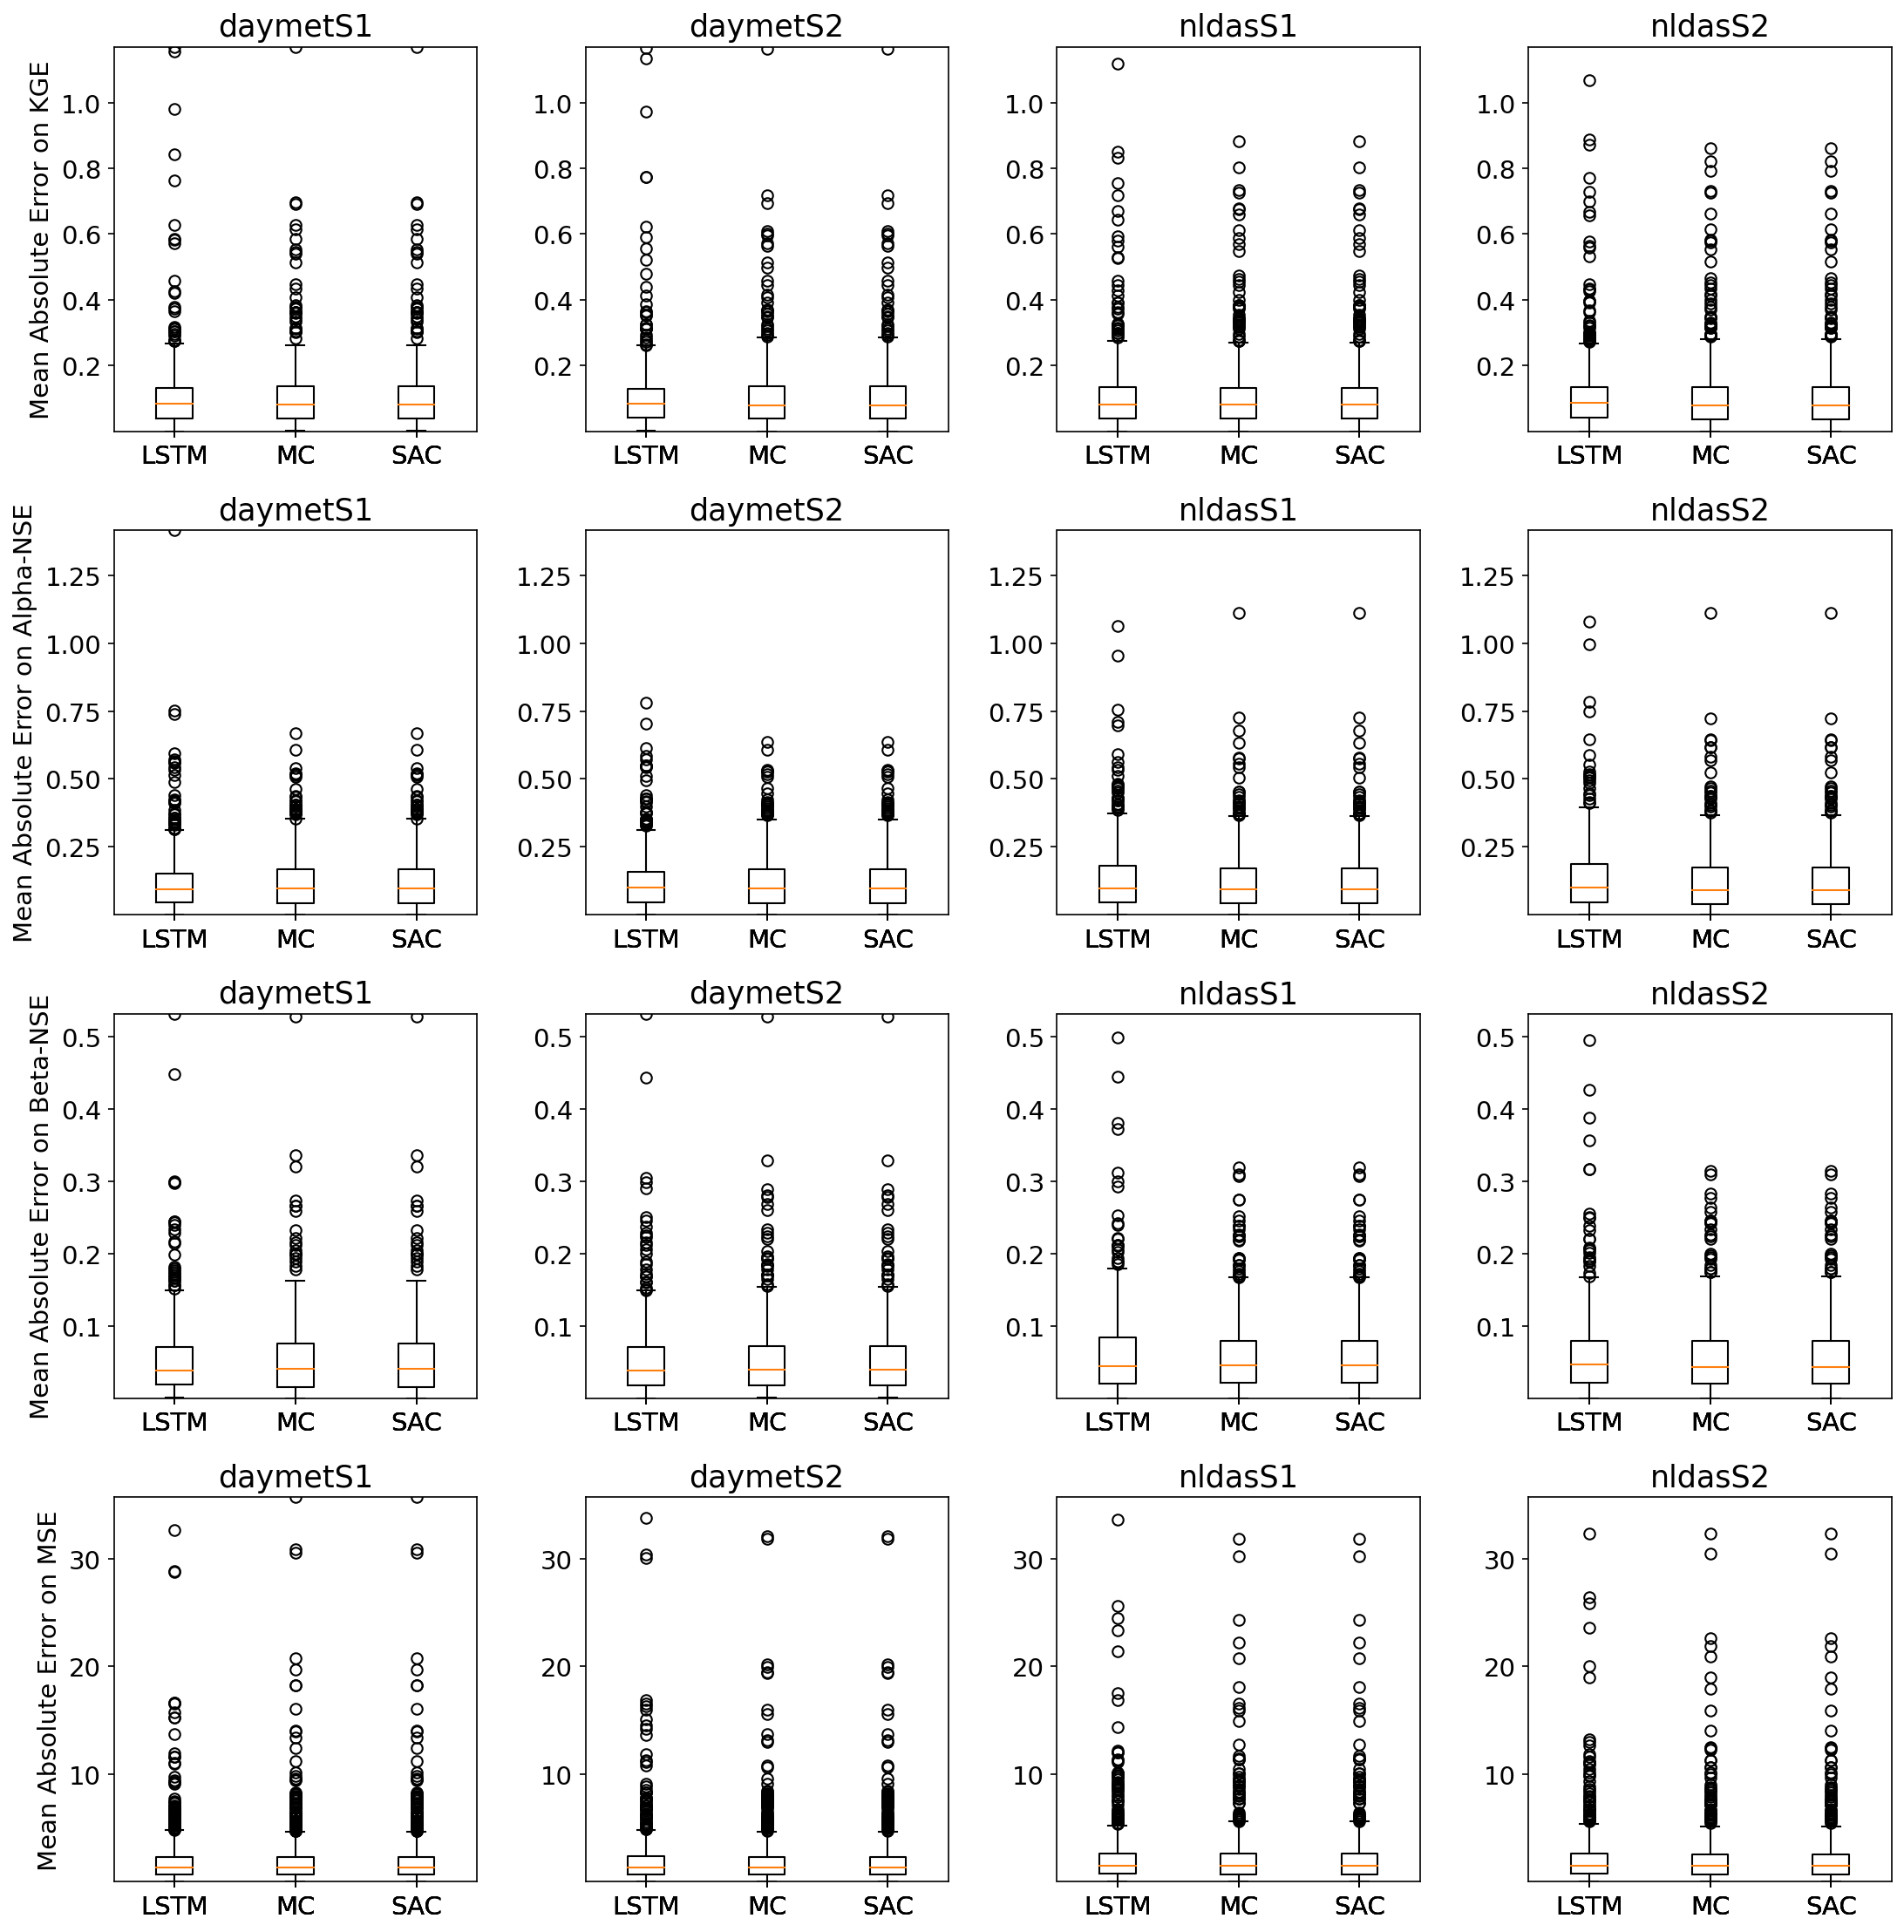 daymetS1 daymetS2 nldasS1 nldasS2
Mean Absolute Error on KGE
1.0 1.0 1.0 1.0
0.8 0.8 0.8 0.8
0.6 0.6 0.6 0.6
0.4 0.4 0.4 0.4
0.2 0.2 0.2 0.2
LSTM MC SAC LSTM MC SAC LSTM MC SAC LSTM MC SAC
daymetS1 daymetS2 nldasS1 nldasS2
Mean Absolute Error on Alpha-NSE
1.25 1.25 1.25 1.25
1.00 1.00 1.00 1.00
0.75 0.75 0.75 0.75
0.50 0.50 0.50 0.50
0.25 0.25 0.25 0.25
LSTM MC SAC LSTM MC SAC LSTM MC SAC LSTM MC SAC
daymetS1 daymetS2 nldasS1 nldasS2
Mean Absolute Error on Beta-NSE
0.5 0.5 0.5 0.5
0.4 0.4 0.4 0.4
0.3 0.3 0.3 0.3
0.2 0.2 0.2 0.2
0.1 0.1 0.1 0.1
LSTM MC SAC LSTM MC SAC LSTM MC SAC LSTM MC SAC
daymetS1 daymetS2 nldasS1 nldasS2
Mean Absolute Error on MSE
30 30 30 30
20 20 20 20
10 10 10 10
LSTM MC SAC LSTM MC SAC LSTM MC SAC LSTM MC SAC